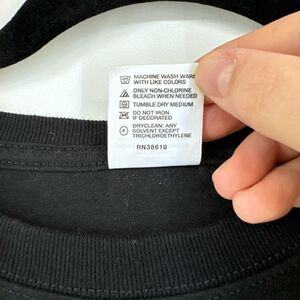 MACHINE WASH WARM
WITH LIKE COLORS
ONLY NON-CHLORINE
BLEACH WHEN NEEDED
TUMBLE DRY MEDIUM
DO NOT IRON
IF DECORATED
DRYCLEAN: ANY
SOLVENT EXCEPT
TRICHLOROETHYLENE
RN38619